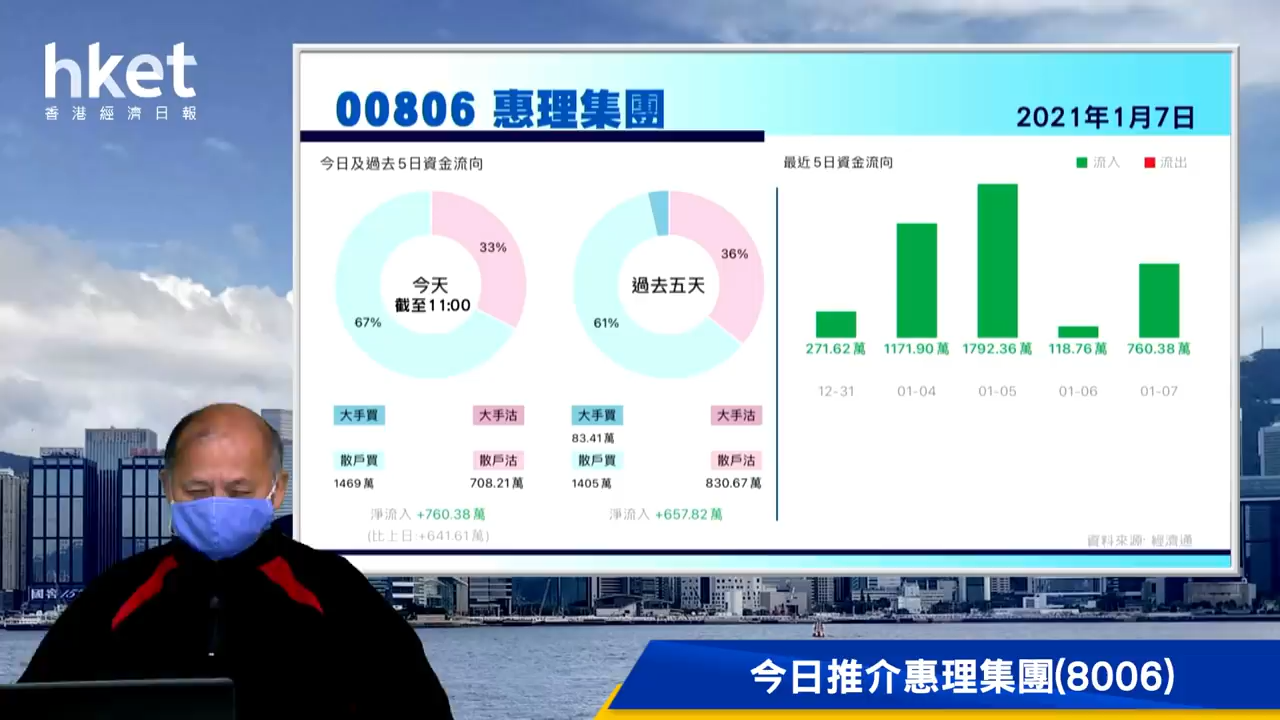 hket
香港經濟日報
00806 惠理集團
2021年1月7日
今日及過去5日資金流向
33%
67%
今天
截至11:00
36%
61%
過去五天
大手買
大手沽
散戶買
散戶沽
1469萬
708.21萬
淨流入 +760.38萬
(比上日:+641.61萬)
大手買
大手沽
83.41萬
散戶買
散戶沽
1405萬
830.67萬
淨流入 +657.82萬
最近5日資金流向
流入
流出
271.62萬 1171.90萬 1792.36萬 118.76萬 760.38萬
12-31 01-04 01-05 01-06 01-07
資料來源: 經濟通
今日推介惠理集團(8006)